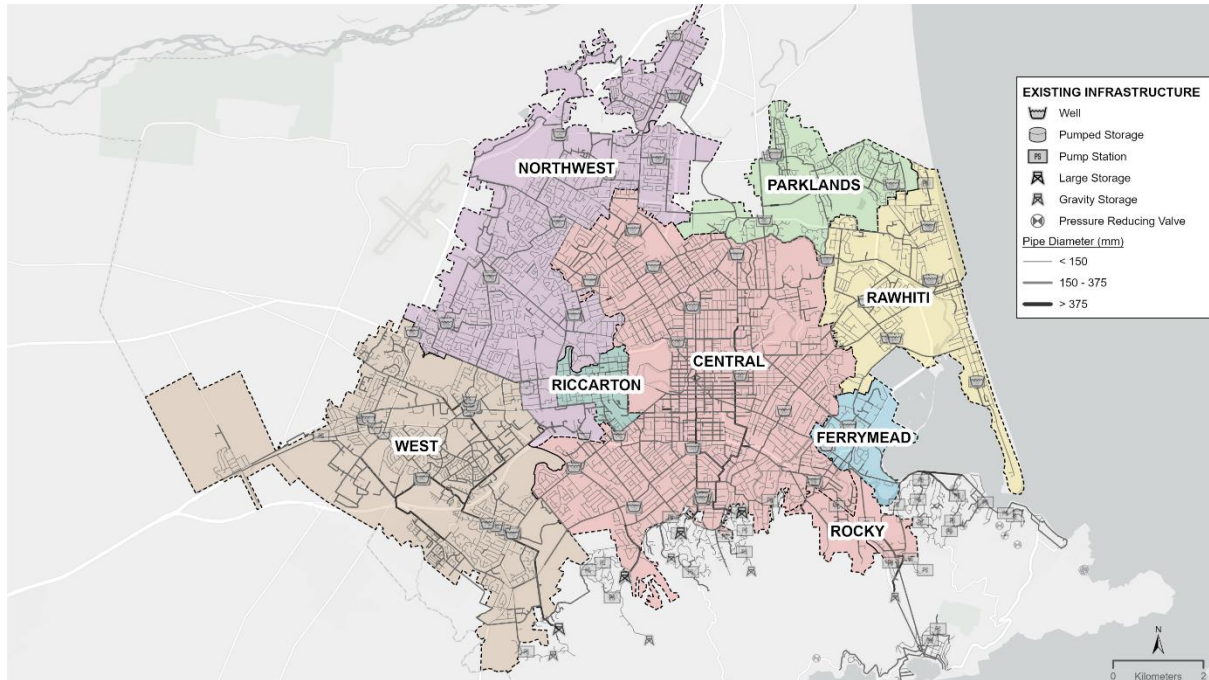 NORTHWEST
PARKLANDS
RAWHITI
CENTRAL
RICCARTON
WEST
FERRYMEAD
ROCKY
EXISTING INFRASTRUCTURE
Well
Pumped Storage
PS
Pump Station
Large Storage
Gravity Storage
Pressure Reducing Valve
Pipe Diameter (mm)
< 150
150 - 375
> 375
N
0 Kilometers 2